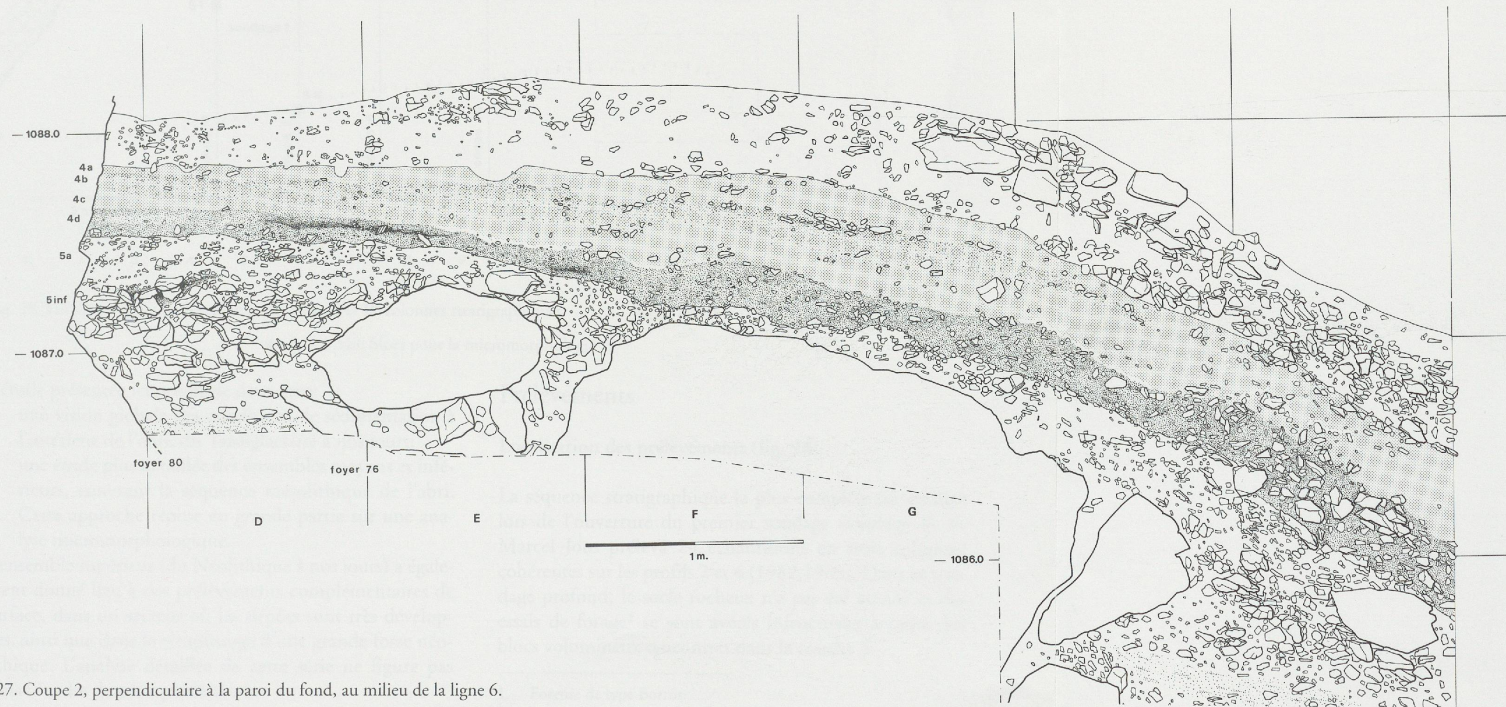 — 1088.0
4a
4b
4c
4d
5a
5inf
— 1087.0
foyer 80
foyer 76
D
E
F
G
1m.
— 1086.0
27. Coupe 2, perpendiculaire à la paroi du fond, au milieu de la ligne 6.